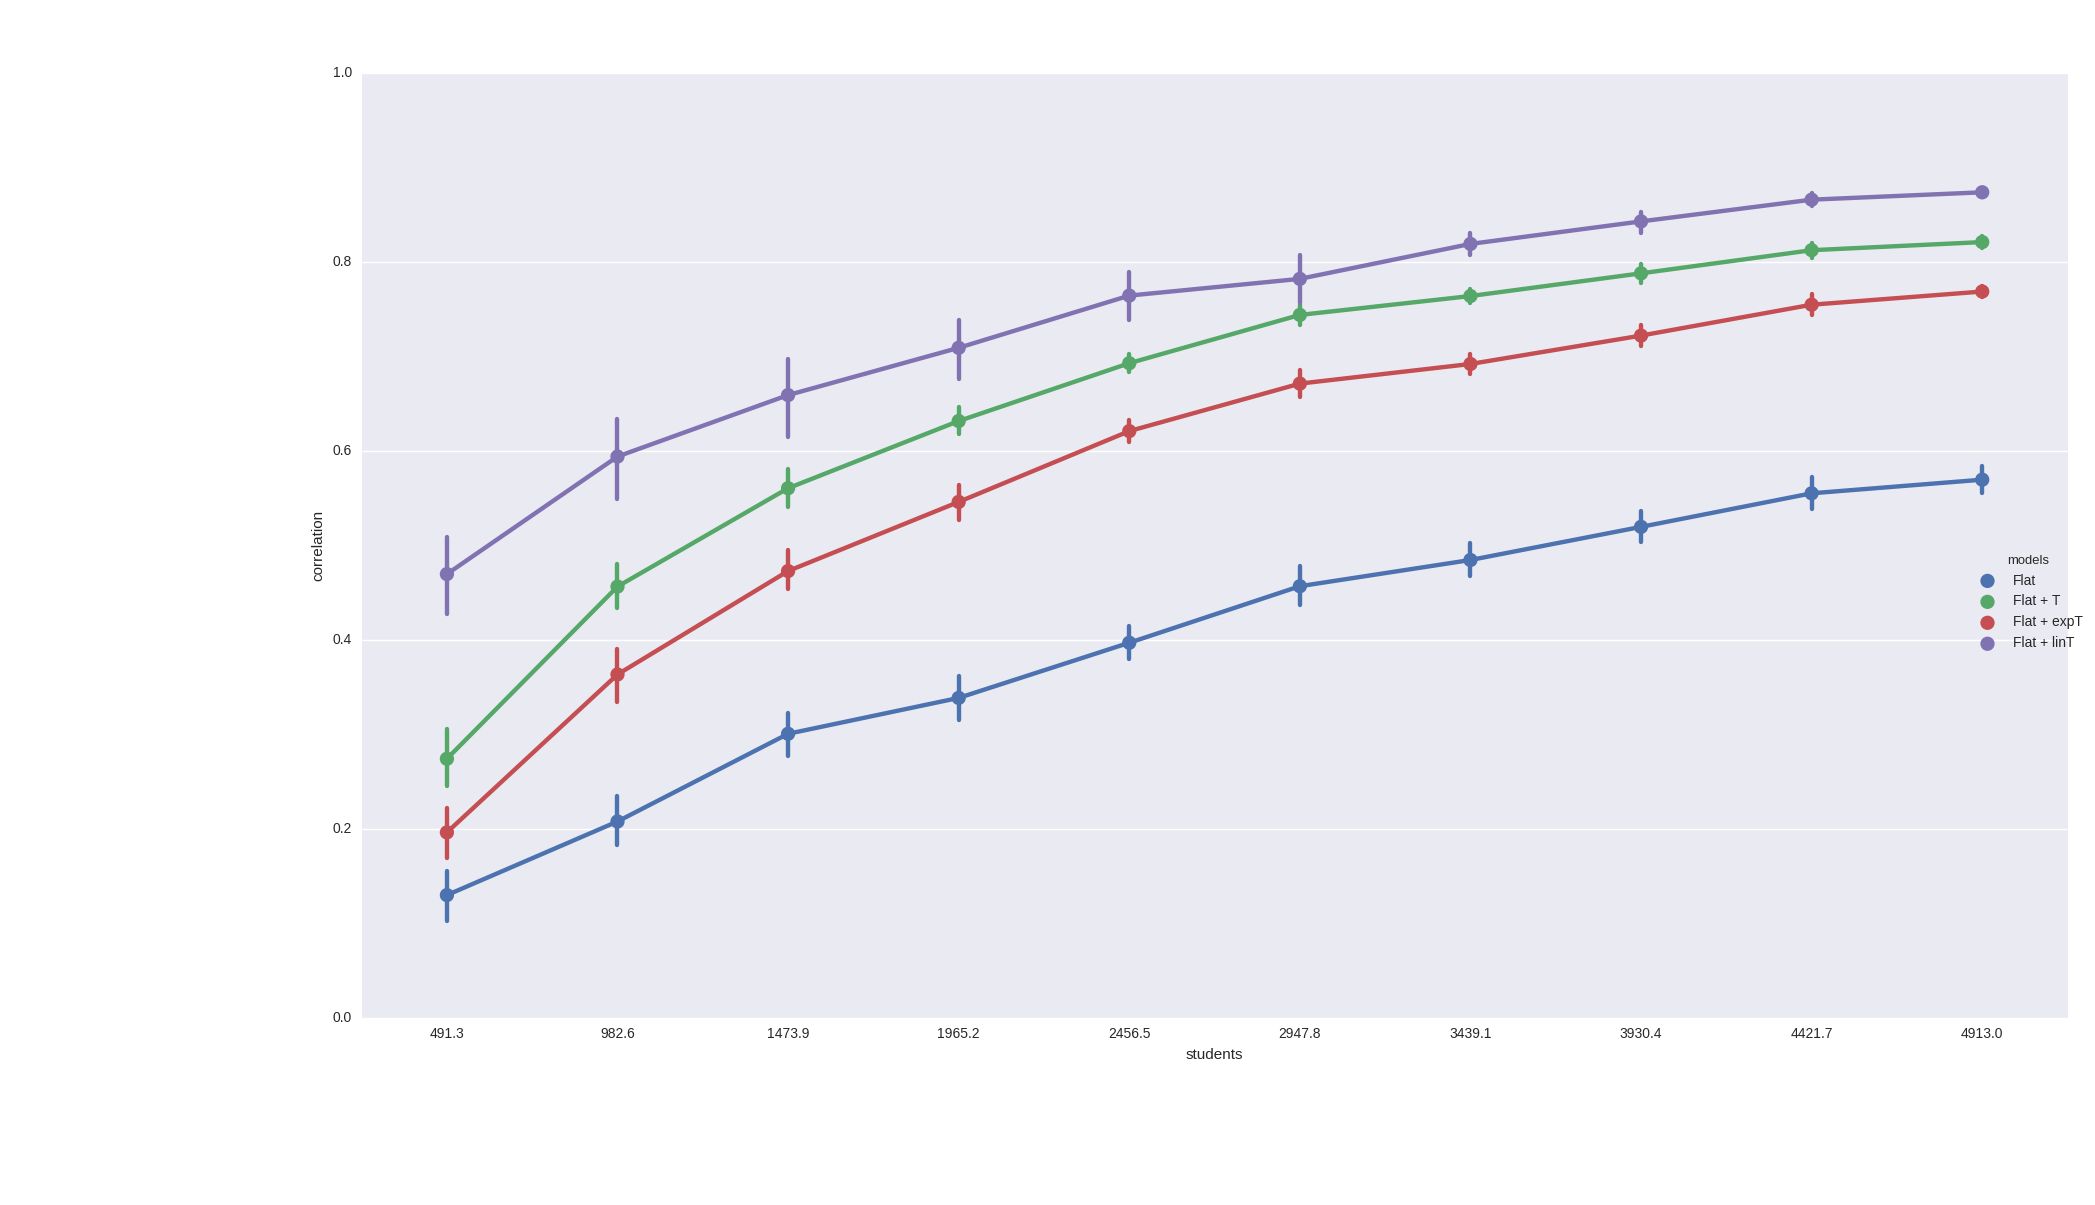 1.0
0.8
0.6
0.4
0.2
0.0
correlation
491.3 982.6 1473.9 1965.2 2456.5 2947.8 3439.1 3930.4 4421.7 4913.0
students
models
Flat
Flat + T
Flat + expT
Flat + linT